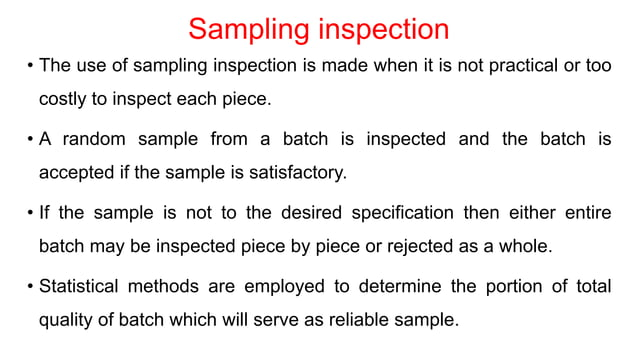 Sampling inspection
• The use of sampling inspection is made when it is not practical or too
costly to inspect each piece.
• A random sample from a batch is inspected and the batch is
accepted if the sample is satisfactory.
• If the sample is not to the desired specification then either entire
batch may be inspected piece by piece or rejected as a whole.
• Statistical methods are employed to determine the portion of total
quality of batch which will serve as reliable sample.